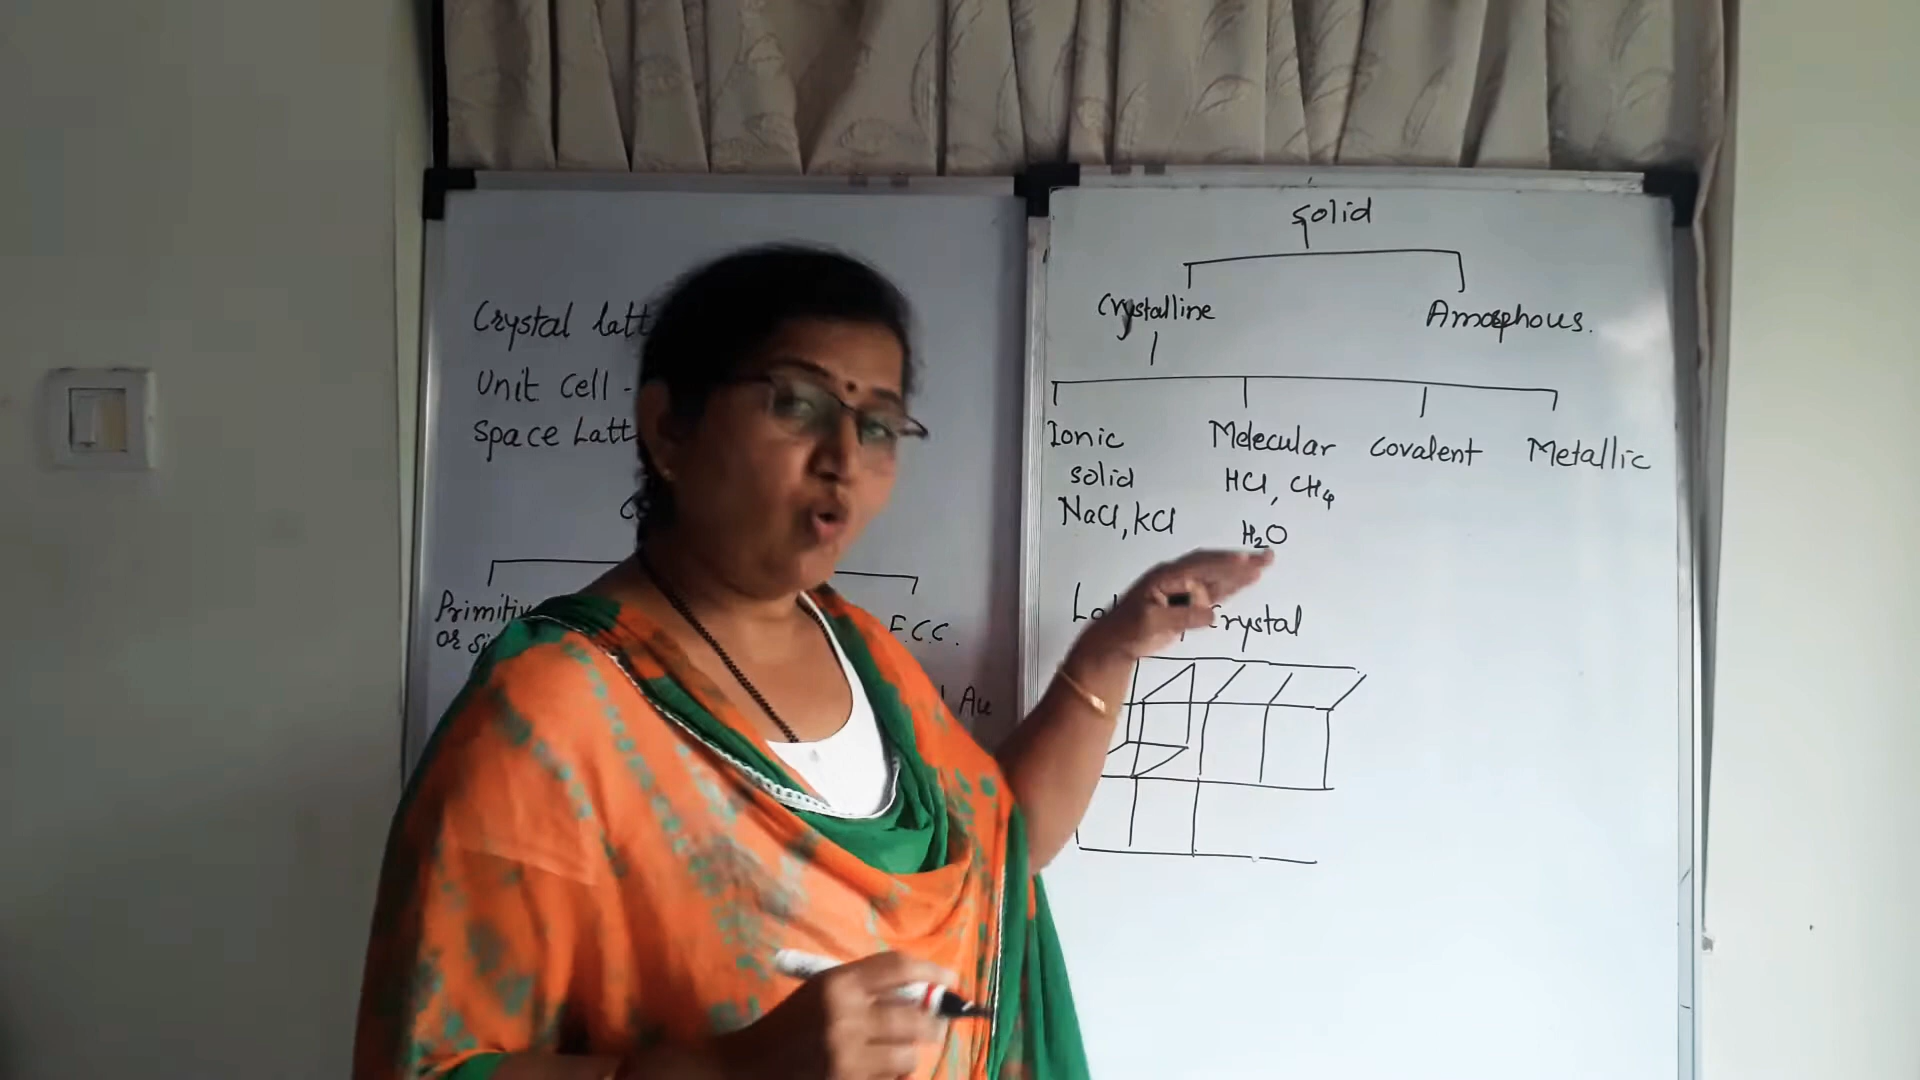 Crystal latt
Unit Cell -
Space Latt
Primitiv
or Si
F.C.C.
Au
Solid
Crystalline
Amorphous.
Ionic
solid
NaCl, KCl
Molecular
HCl, CH4
H2O
Covalent
Metallic
Crystal